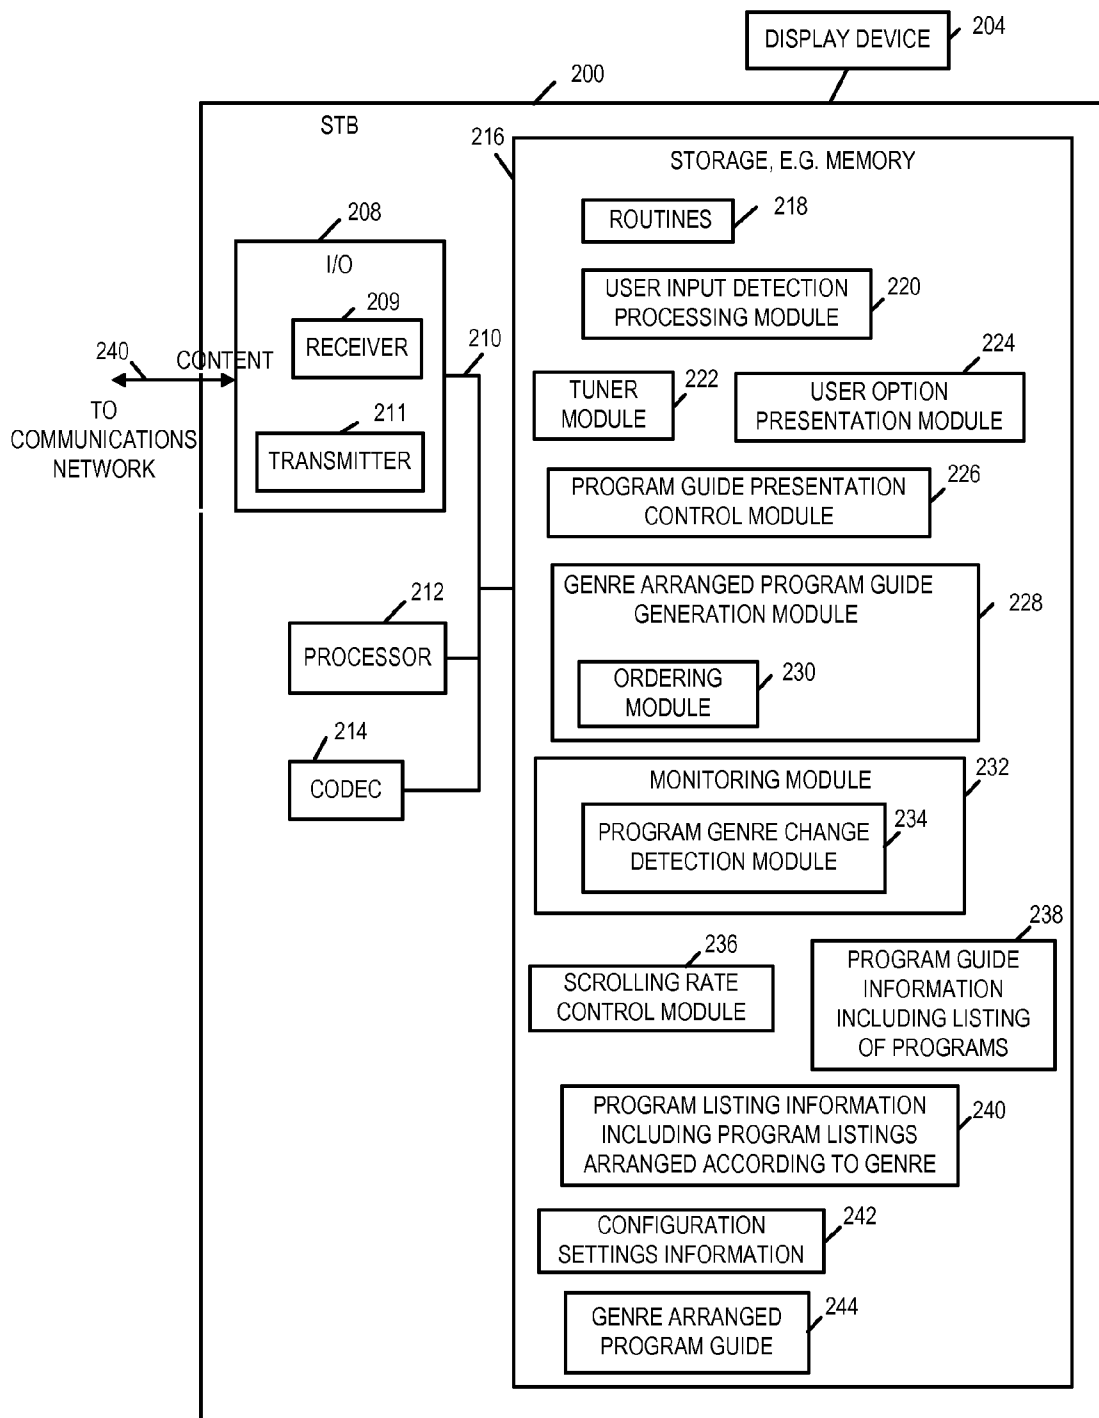 DISPLAY DEVICE
204
200
STB
216
STORAGE, E.G. MEMORY
ROUTINES
218
208
I/O
USER INPUT DETECTION
PROCESSING MODULE
220
209
RECEIVER
210
240
CONTENT
TO
COMMUNICATIONS
NETWORK
211
TRANSMITTER
TUNER
MODULE
222
224
USER OPTION
PRESENTATION MODULE
PROGRAM GUIDE PRESENTATION
CONTROL MODULE
226
GENRE ARRANGED PROGRAM GUIDE
GENERATION MODULE
228
212
PROCESSOR
ORDERING
MODULE
230
214
CODEC
MONITORING MODULE
232
PROGRAM GENRE CHANGE
DETECTION MODULE
234
236
SCROLLING RATE
CONTROL MODULE
238
PROGRAM GUIDE
INFORMATION
INCLUDING LISTING
OF PROGRAMS
PROGRAM LISTING INFORMATION
INCLUDING PROGRAM LISTINGS
ARRANGED ACCORDING TO GENRE
240
CONFIGURATION
SETTINGS INFORMATION
242
GENRE ARRANGED
PROGRAM GUIDE
244